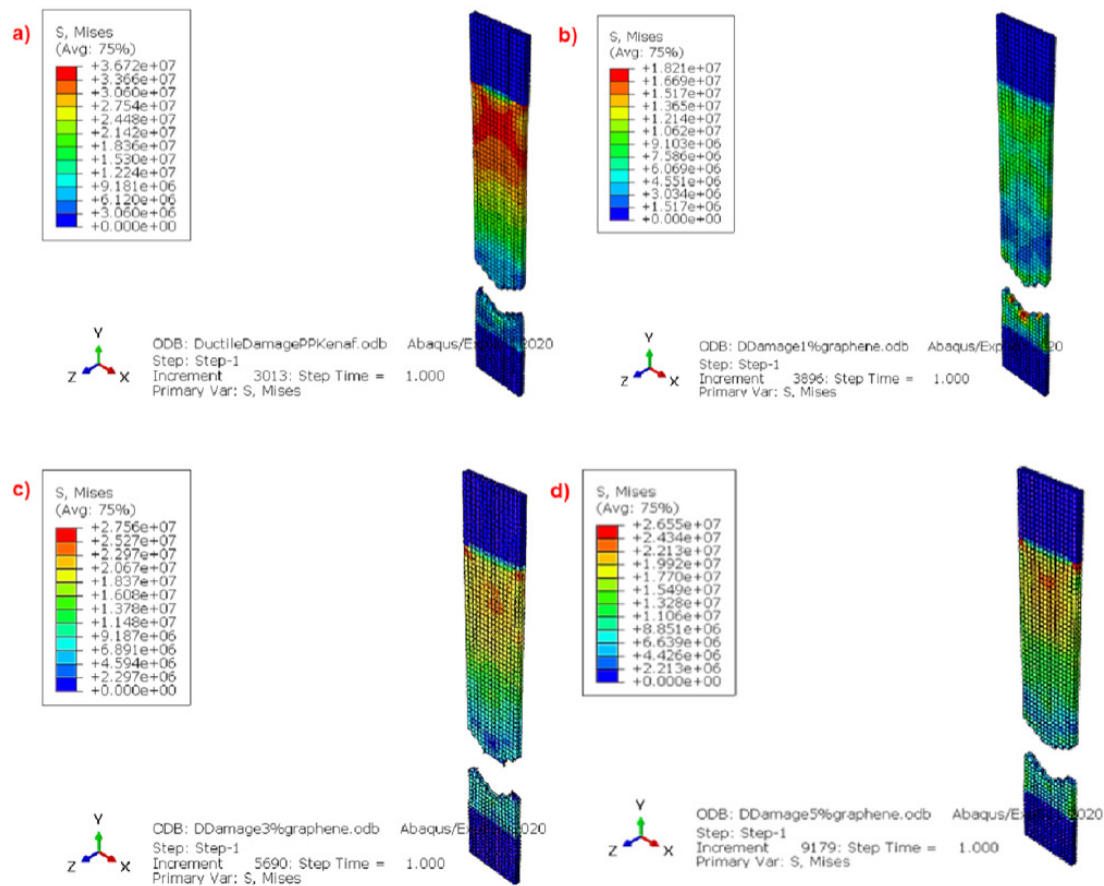 a)
S, Mises
(Avg: 75%)
+3.672e+07
+3.366e+07
+3.060e+07
+2.754e+07
+2.448e+07
+2.142e+07
+1.836e+07
+1.530e+07
+1.224e+07
+9.181e+06
+6.120e+06
+3.060e+06
+0.000e+00
Y
Z X
ODB: DuctileDamagePPKenaf.odb Abaqus/Exp 2020
Step: Step-1
Increment 3013: Step Time = 1.000
Primary Var: S, Mises
b)
S, Mises
(Avg: 75%)
+1.821e+07
+1.669e+07
+1.517e+07
+1.365e+07
+1.214e+07
+1.062e+07
+9.103e+06
+7.586e+06
+6.069e+06
+4.551e+06
+3.034e+06
+1.517e+06
+0.000e+00
Y
Z X
ODB: DDamage1%graphene.odb Abaqus/Exp 20
Step: Step-1
Increment 3896: Step Time = 1.000
Primary Var: S, Mises
c)
S, Mises
(Avg: 75%)
+2.756e+07
+2.527e+07
+2.297e+07
+2.067e+07
+1.837e+07
+1.608e+07
+1.378e+07
+1.148e+07
+9.187e+06
+6.891e+06
+4.594e+06
+2.297e+06
+0.000e+00
Y
Z X
ODB: DDamage3%graphene.odb Abaqus/E 2020
Step: Step-1
Increment 5690: Step Time = 1.000
Primary Var: S, Mises
d)
S, Mises
(Avg: 75%)
+2.655e+07
+2.434e+07
+2.213e+07
+1.992e+07
+1.770e+07
+1.549e+07
+1.328e+07
+1.106e+07
+8.851e+06
+6.639e+06
+4.426e+06
+2.213e+06
+0.000e+00
Y
Z X
ODB: DDamage5%graphene.odb Abaqus/E 2020
Step: Step-1
Increment 9179: Step Time = 1.000
Primary Var: S, Mises